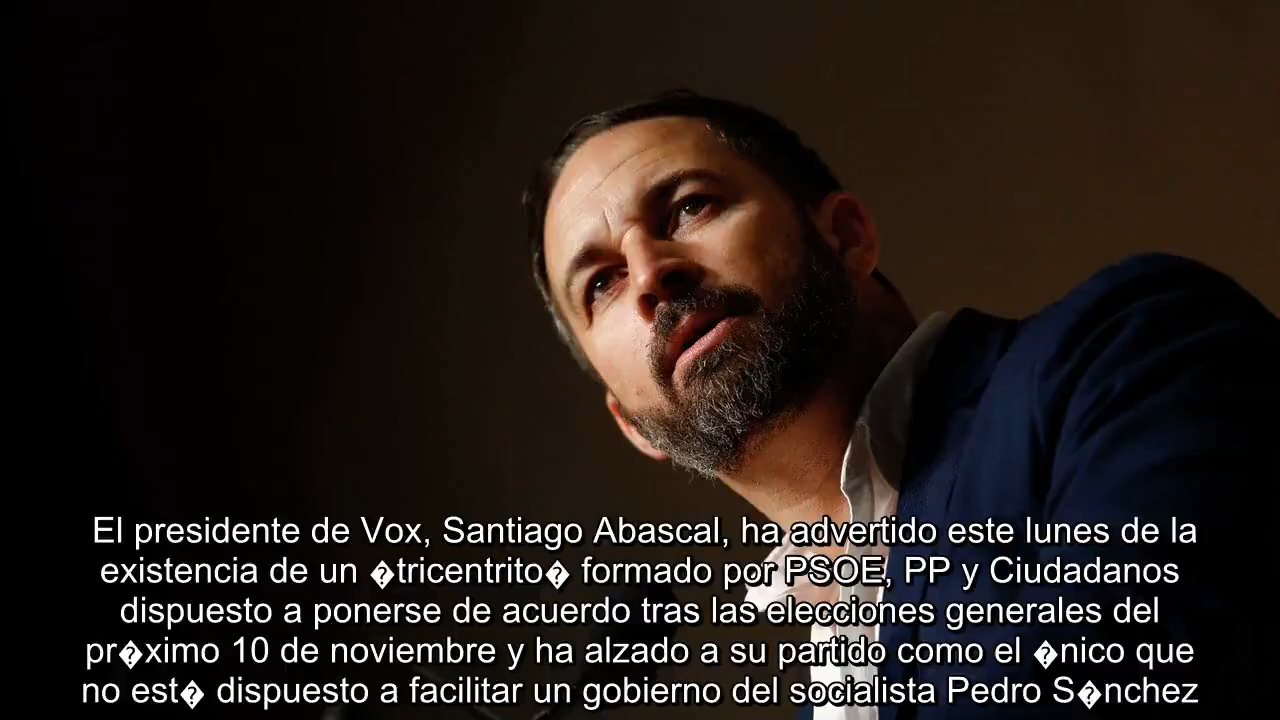 El presidente de Vox, Santiago Abascal, ha advertido este lunes de la
existencia de un �tricentrito� formado por PSOE, PP y Ciudadanos
dispuesto a ponerse de acuerdo tras las elecciones generales del
pr�ximo 10 de noviembre y ha alzado a su partido como el �nico que
no est� dispuesto a facilitar un gobierno del socialista Pedro S�nchez